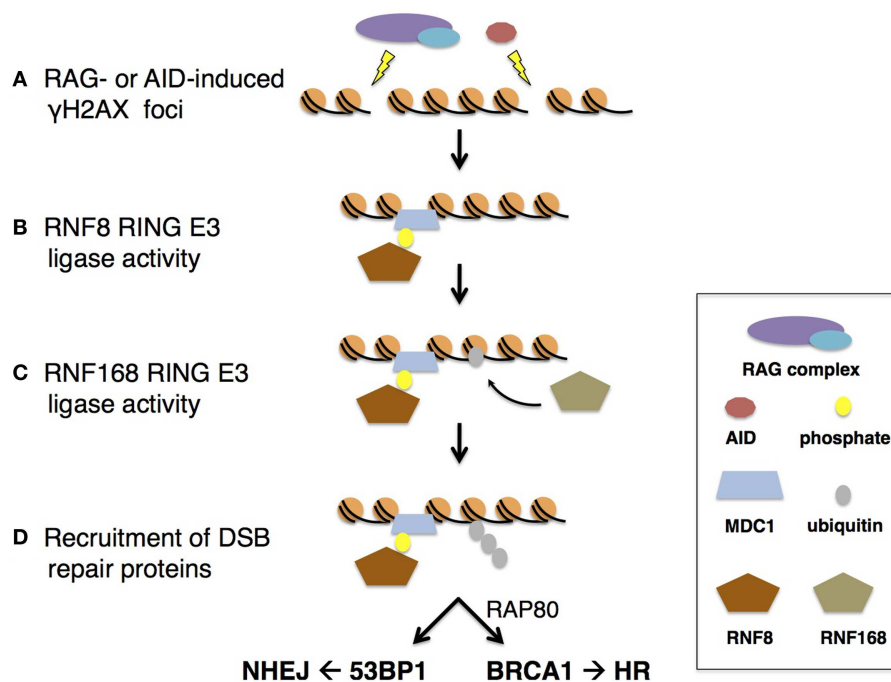 A RAG- or AID-induced
γH2AX foci
B RNF8 RING E3
ligase activity
C RNF168 RING E3
ligase activity
D Recruitment of DSB
repair proteins
RAP80
NHEJ ← 53BP1 BRCA1 → HR
RAG complex
AID phosphate
MDC1 ubiquitin
RNF8 RNF168